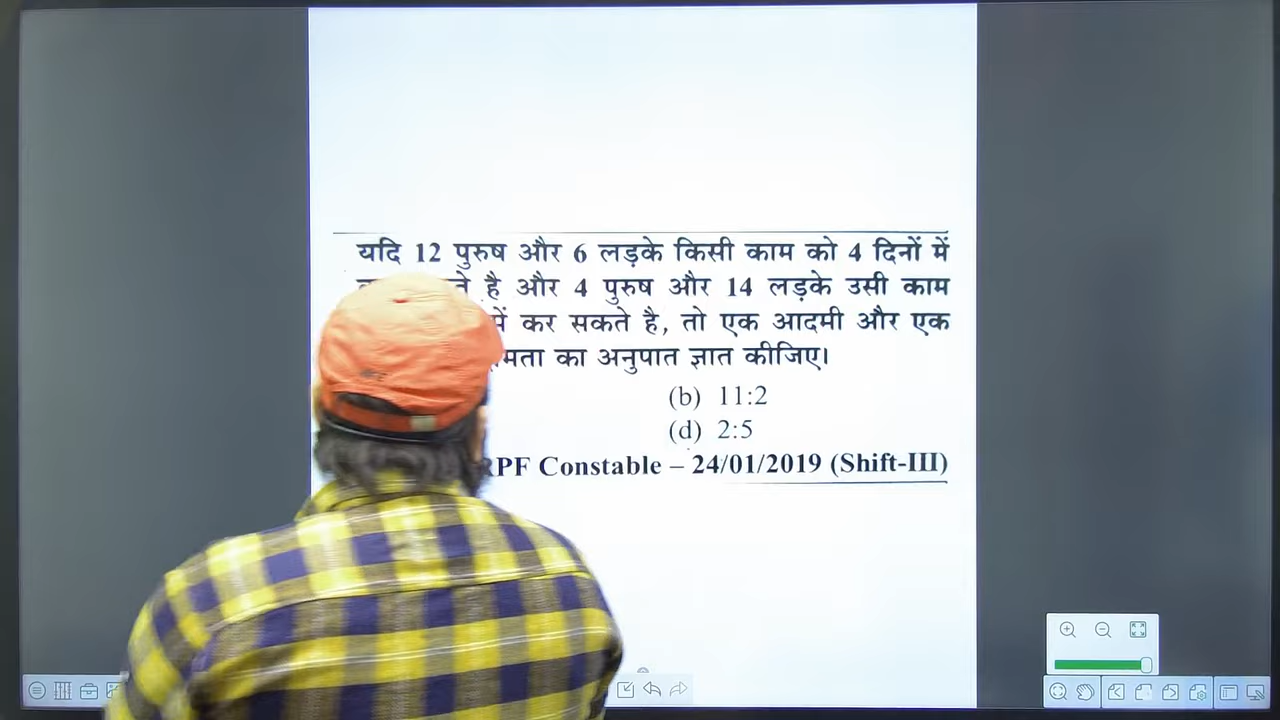 यदि 12 पुरुष और 6 लड़के किसी काम को 4 दिनों में
है और 4 पुरुष और 14 लड़के उसी काम
में कर सकते है, तो एक आदमी और एक
का अनुपात ज्ञात कीजिए।
(b) 11:2
(d) 2:5
RPF Constable – 24/01/2019 (Shift-III)